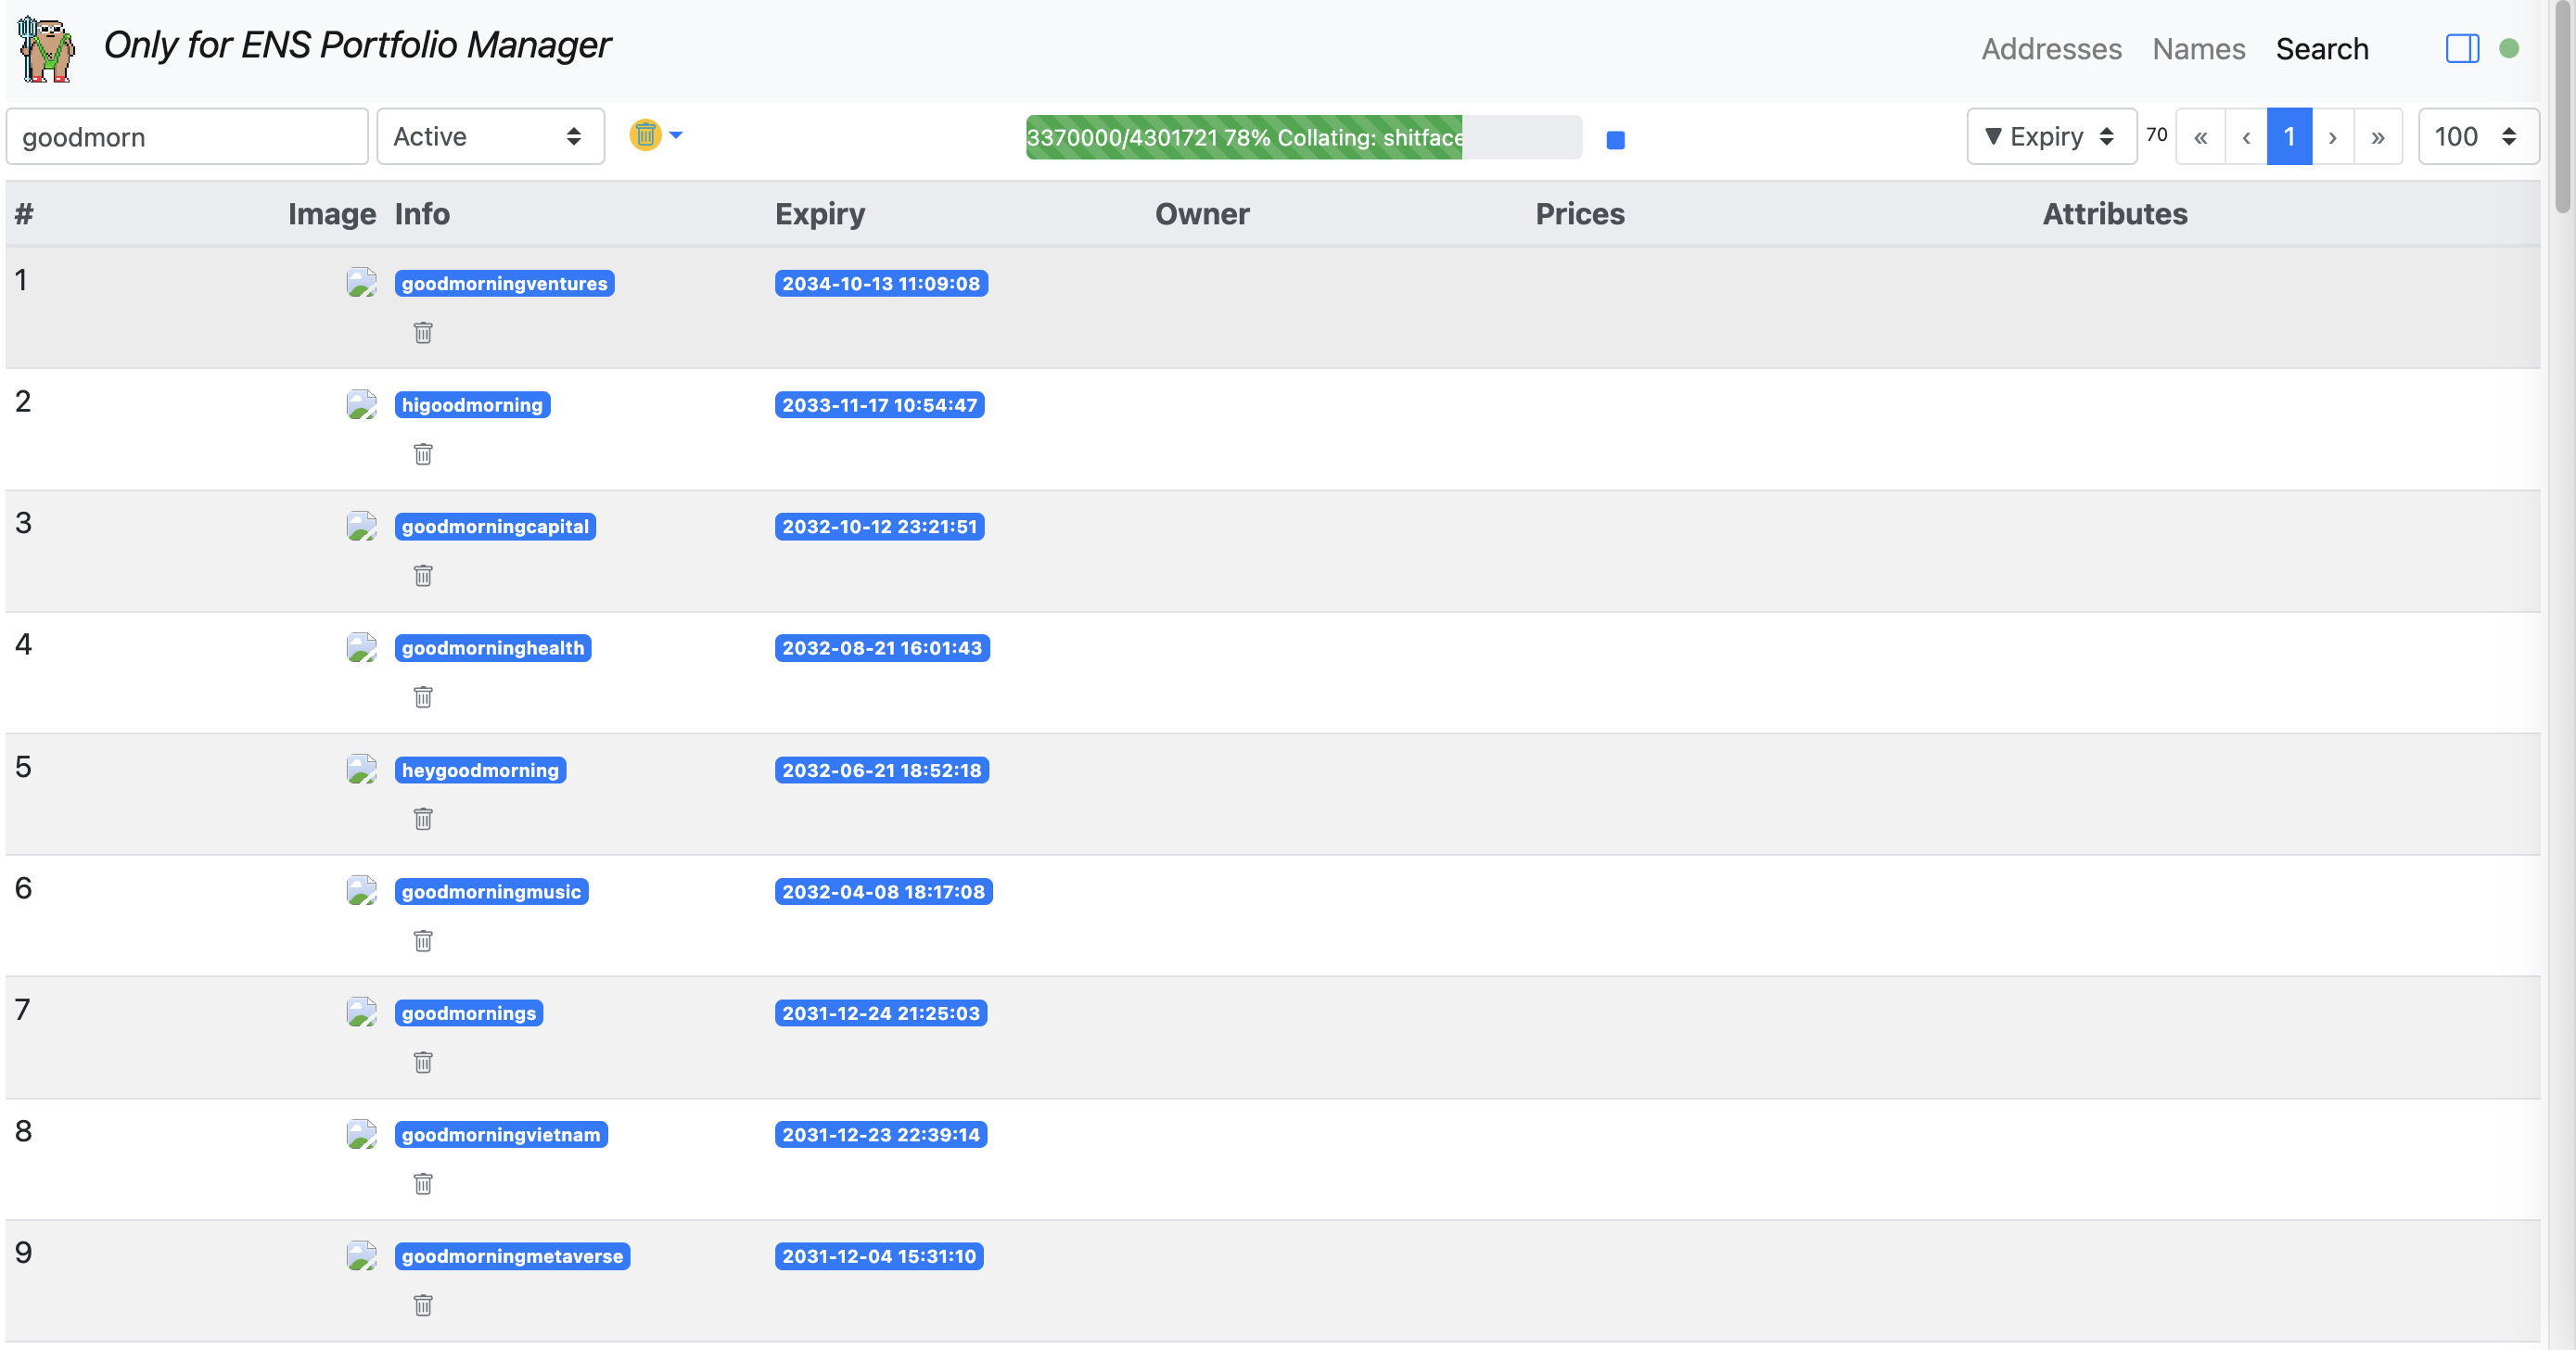 Only for ENS Portfolio Manager
Addresses Names Search
goodmorn Active 3370000/4301721 78% Collating: shitface ▼ Expiry 70 « ‹ 1 › » 100
# Image Info Expiry Owner Prices Attributes
1 goodmorningventures 2034-10-13 11:09:08
2 higoodmorning 2033-11-17 10:54:47
3 goodmorningcapital 2032-10-12 23:21:51
4 goodmorninghealth 2032-08-21 16:01:43
5 heygoodmorning 2032-06-21 18:52:18
6 goodmorningmusic 2032-04-08 18:17:08
7 goodmornings 2031-12-24 21:25:03
8 goodmorningvietnam 2031-12-23 22:39:14
9 goodmorningmetaverse 2031-12-04 15:31:10